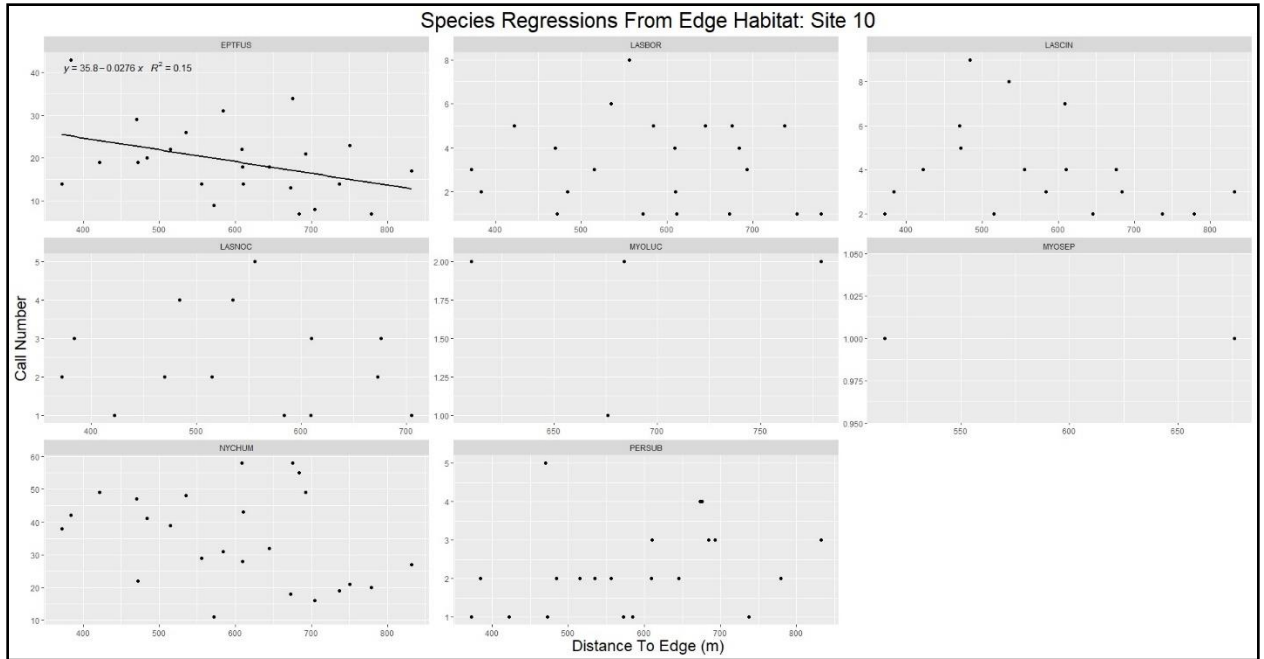 Species Regressions From Edge Habitat: Site 10
EPTFUS
LASBOR
LASCIN
y = 35.8 − 0.0276 x R² = 0.15
40
30
20
10
400 500 600 700 800
8
6
4
2
400 500 600 700 800
8
6
4
2
400 500 600 700 800
LASNOC
MYOLUC
MYOSEP
5
4
3
2
1
400 500 600 700
2.00
1.75
1.50
1.25
1.00
650 700 750
1.050
1.025
1.000
0.975
0.950
550 600 650
NYCHUM
PERSUB
60
50
40
30
20
10
400 500 600 700 800
5
4
3
2
1
400 500 600 700 800
Call Number
Distance To Edge (m)